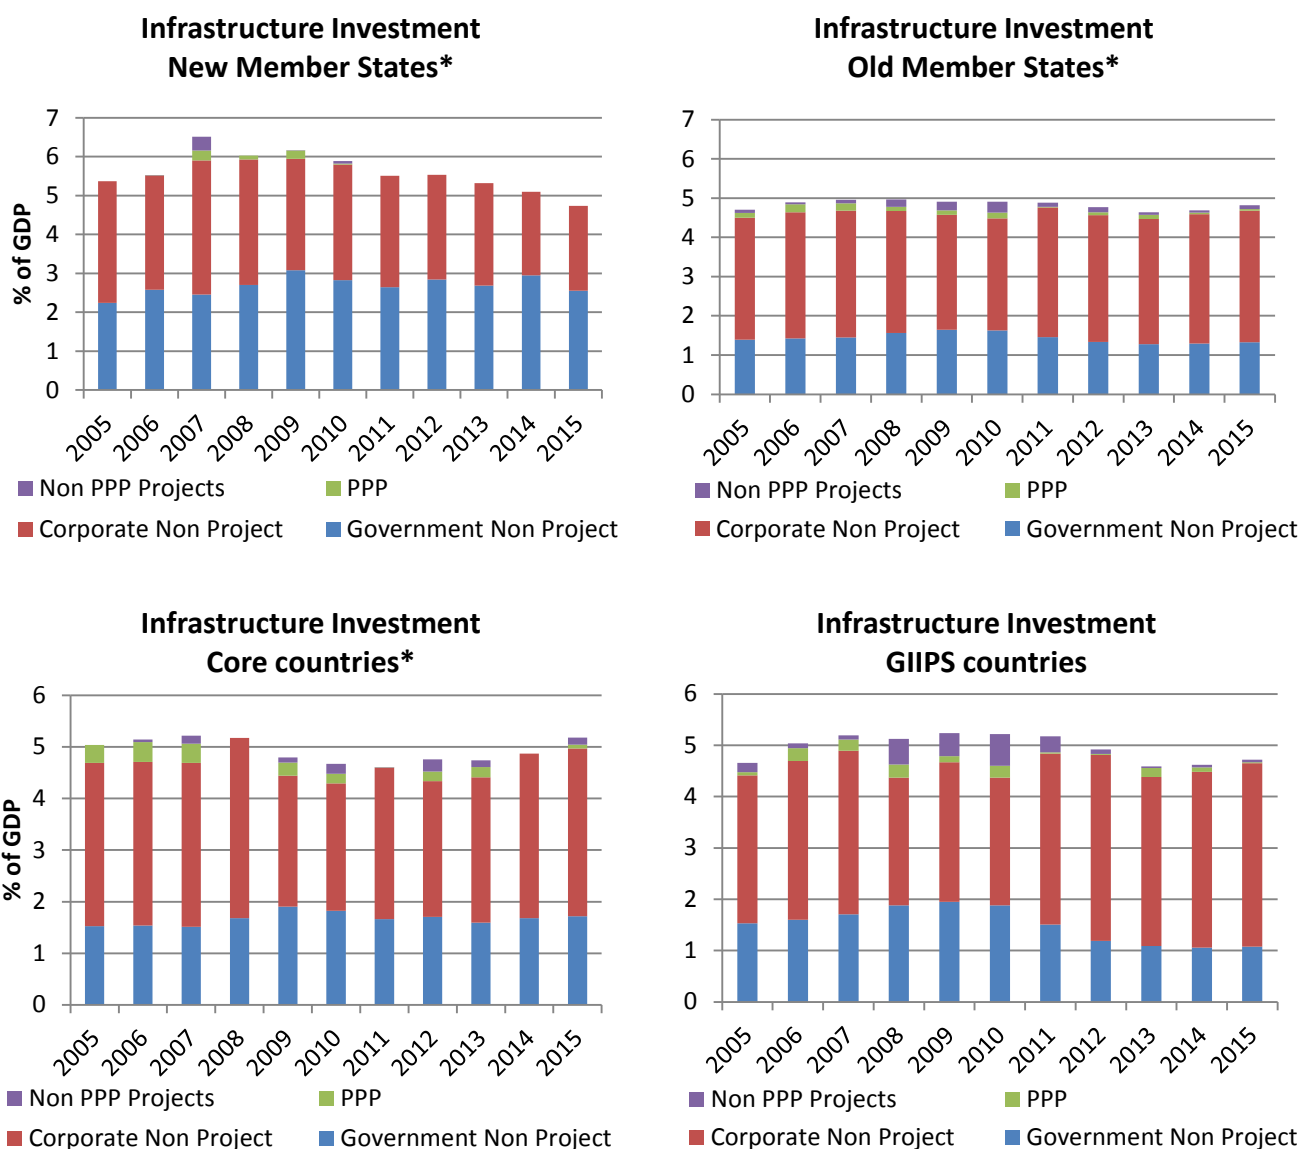 Infrastructure Investment
New Member States*
% of GDP
7
6
5
4
3
2
1
0
2005 2006 2007 2008 2009 2010 2011 2012 2013 2014 2015
Non PPP Projects PPP
Corporate Non Project Government Non Project
Infrastructure Investment
Old Member States*
7
6
5
4
3
2
1
0
2005 2006 2007 2008 2009 2010 2011 2012 2013 2014 2015
Non PPP Projects PPP
Corporate Non Project Government Non Project
Infrastructure Investment
Core countries*
% of GDP
6
5
4
3
2
1
0
2005 2006 2007 2008 2009 2010 2011 2012 2013 2014 2015
Non PPP Projects PPP
Corporate Non Project Government Non Project
Infrastructure Investment
GIIPS countries
6
5
4
3
2
1
0
2005 2006 2007 2008 2009 2010 2011 2012 2013 2014 2015
Non PPP Projects PPP
Corporate Non Project Government Non Project